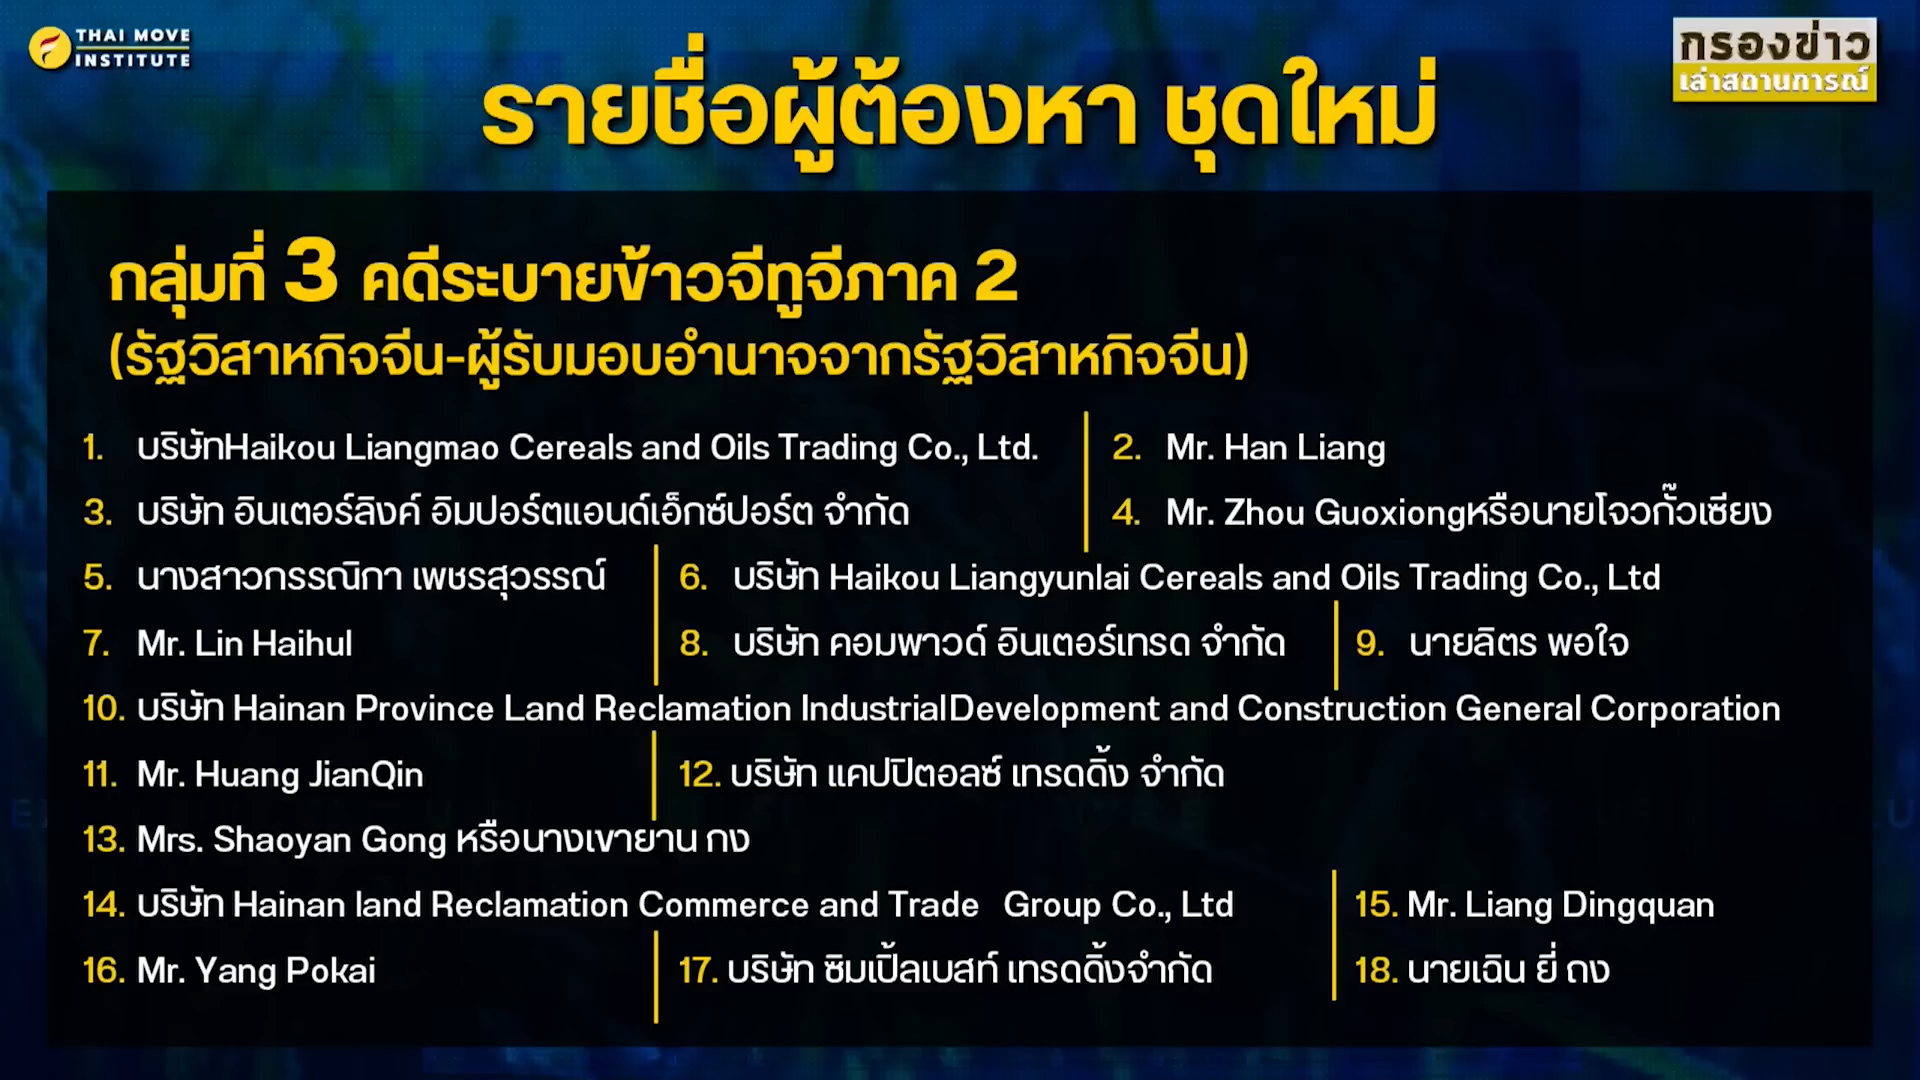 THAI MOVE
INSTITUTE
กรองข่าว
เล่าสถานการณ์
รายชื่อผู้ต้องหา ชุดใหม่
กลุ่มที่ 3 คดีระบายข้าวจีทูจีภาค 2
(รัฐวิสาหกิจจีน-ผู้รับมอบอำนาจจากรัฐวิสาหกิจจีน)
1. บริษัทHaikou Liangmao Cereals and Oils Trading Co., Ltd.
2. Mr. Han Liang
3. บริษัท อินเตอร์ลิงค์ อิมปอร์ตแอนด์เอ็กซ์ปอร์ต จำกัด
4. Mr. Zhou Guoxiongหรือนายโจวกั๊วเซียง
5. นางสาวกรรณิกา เพชรสุวรรณ์
6. บริษัท Haikou Liangyunlai Cereals and Oils Trading Co., Ltd
7. Mr. Lin Haihul
8. บริษัท คอมพาวด์ อินเตอร์เทรด จำกัด
9. นายลิตร พอใจ
10. บริษัท Hainan Province Land Reclamation IndustrialDevelopment and Construction General Corporation
11. Mr. Huang JianQin
12. บริษัท แคปปิตอลซ์ เทรดดิ้ง จำกัด
13. Mrs. Shaoyan Gong หรือนางเขายาน กง
14. บริษัท Hainan land Reclamation Commerce and Trade Group Co., Ltd
15. Mr. Liang Dingquan
16. Mr. Yang Pokai
17. บริษัท ซิมเปิ้ลเบสท์ เทรดดิ้งจำกัด
18. นายเฉิน ยี่ ถง